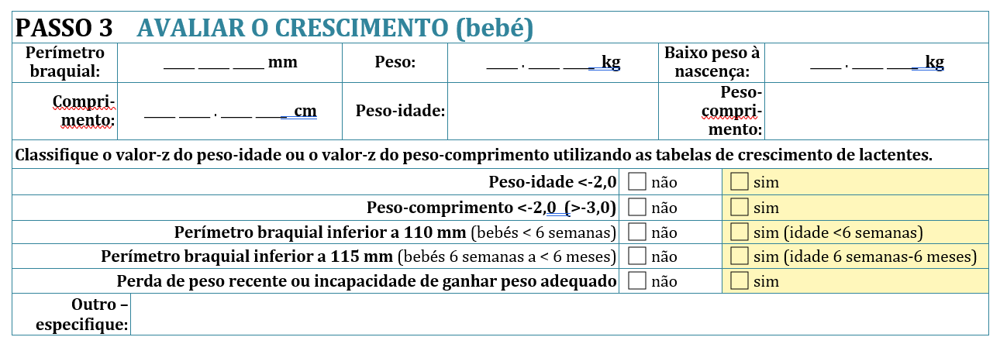 PASSO 3 AVALIAR O CRESCIMENTO (bebé)
Perímetro braquial: ____ ____ ____ mm Peso: ____ . ____ ____ kg Baixo peso à nascença: ____ . ____ ____ kg
Compri-mento: ____ ____ . ____ ____ cm Peso-idade: Peso-compri-mento:
Classifique o valor-z do peso-idade ou o valor-z do peso-comprimento utilizando as tabelas de crescimento de lactentes.
Peso-idade <-2,0 ☐ não ☐ sim
Peso-comprimento <-2,0 (>-3,0) ☐ não ☐ sim
Perímetro braquial inferior a 110 mm (bebés < 6 semanas) ☐ não ☐ sim (idade <6 semanas)
Perímetro braquial inferior a 115 mm (bebés 6 semanas a < 6 meses) ☐ não ☐ sim (idade 6 semanas-6 meses)
Perda de peso recente ou incapacidade de ganhar peso adequado ☐ não ☐ sim
Outro –
especifique: